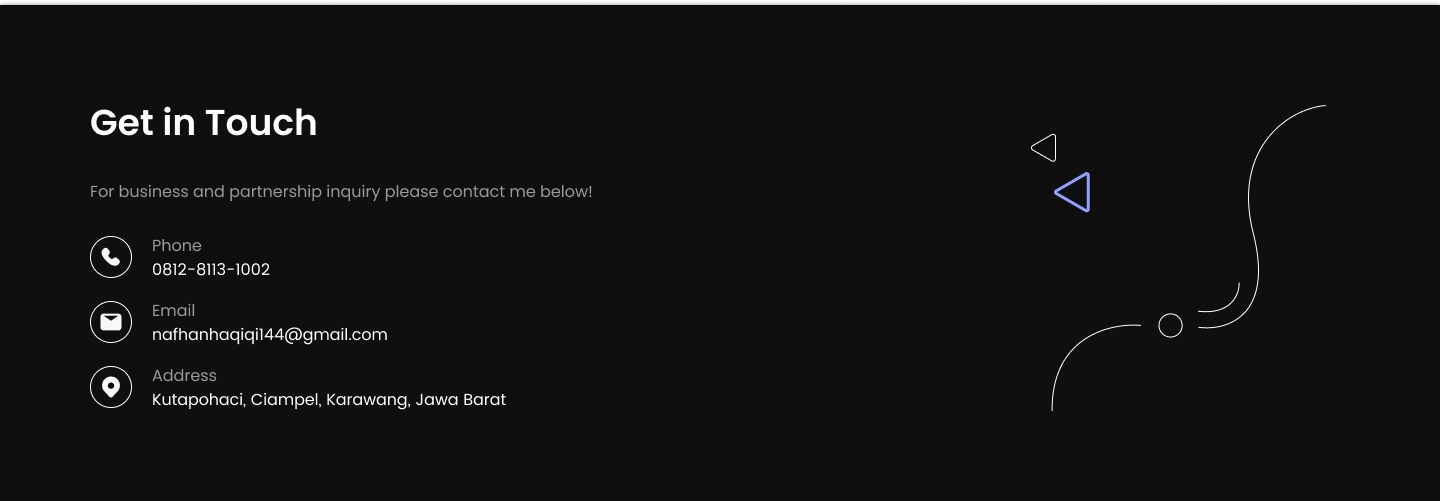 Get in Touch
For business and partnership inquiry please contact me below!
Phone
0812-8113-1002
Email
nafhanhaqiqi144@gmail.com
Address
Kutapohaci, Ciampel, Karawang, Jawa Barat